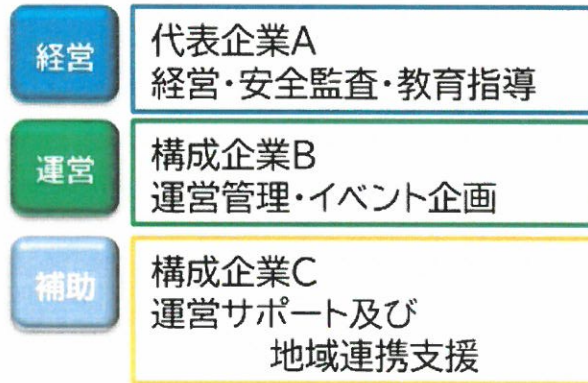 経営
代表企業A
経営・安全監査・教育指導
運営
構成企業B
運営管理・イベント企画
補助
構成企業C
運営サポート及び
地域連携支援